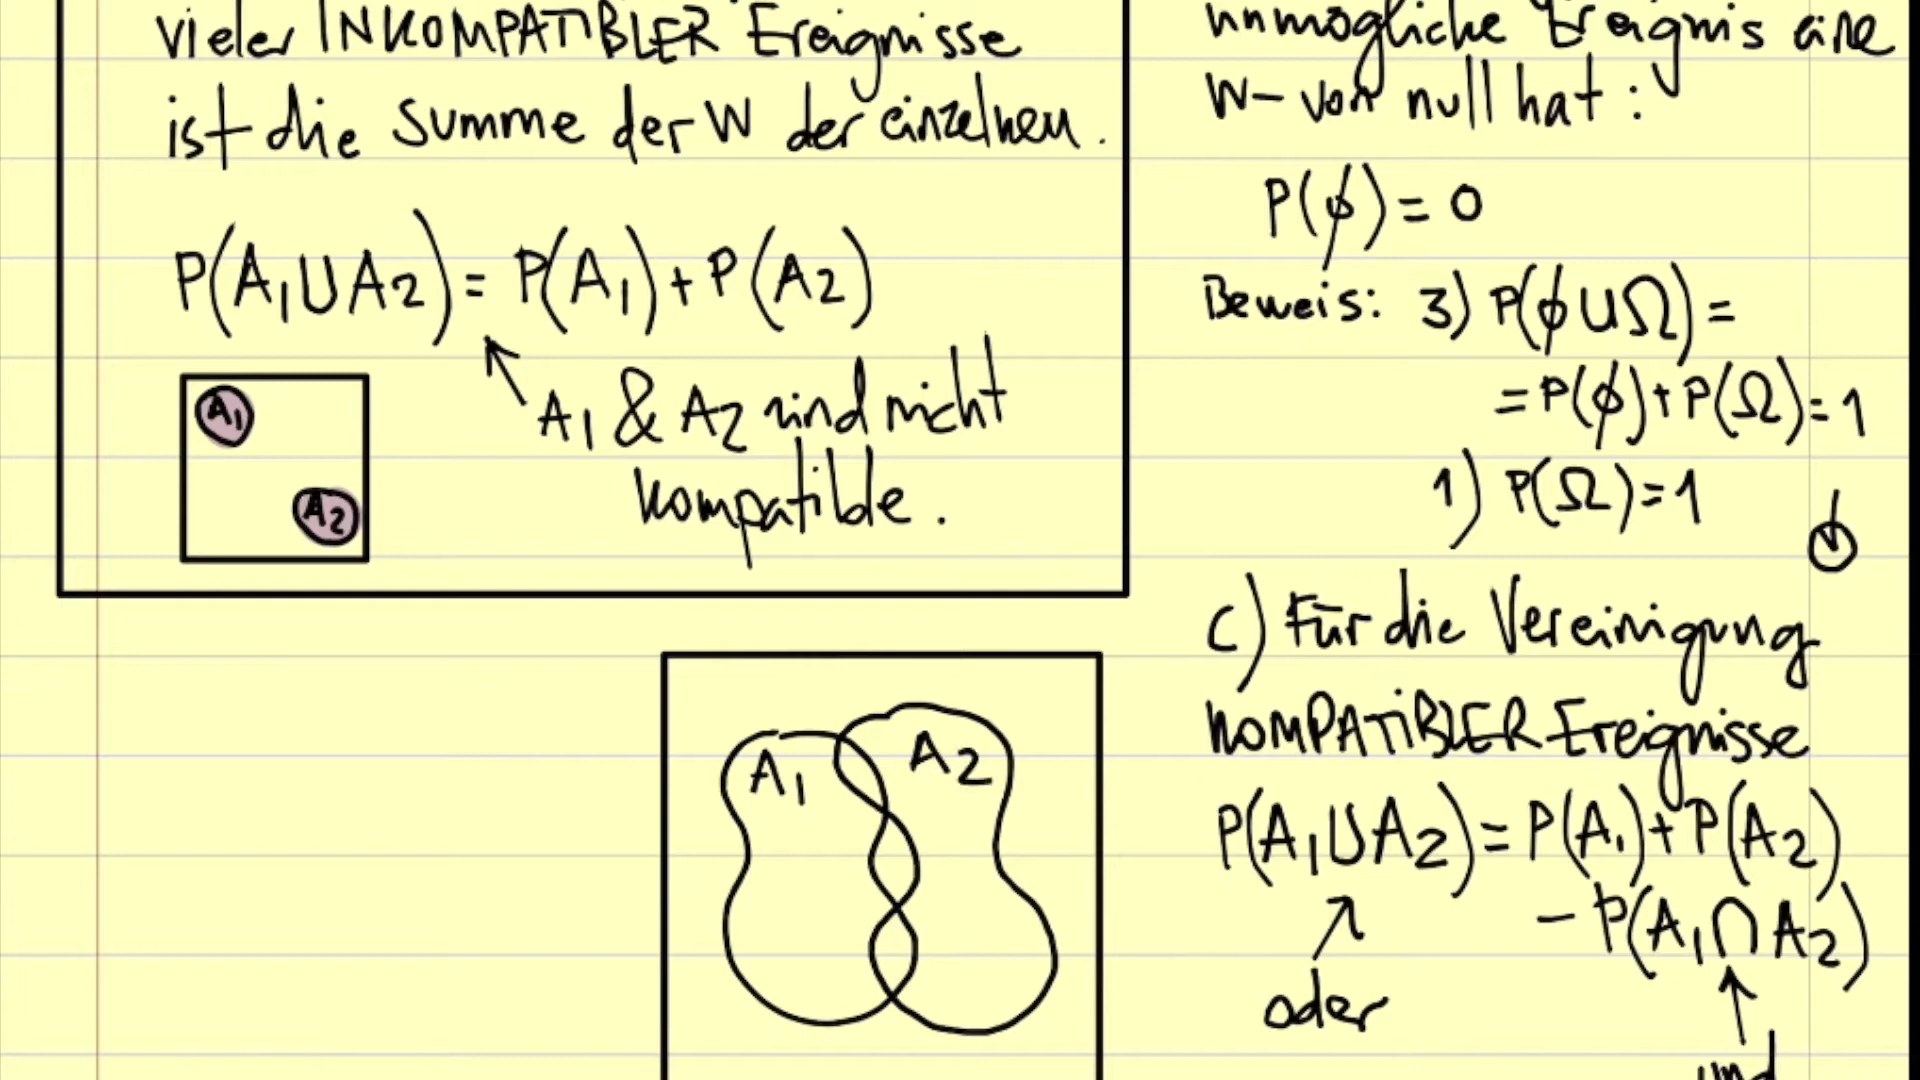 vieler INKOMPATIBLER Ereignisse
ist die Summe der W der einzelnen.
P(A₁∪A₂) = P(A₁) + P(A₂)
A₁ & A₂ sind nicht
kompatible.
A₁
A₂
A₁
A₂
unmögliche Ereignis eine
W- von null hat:
P(∅) = 0
Beweis: 3) P(∅∪Ω) =
= P(∅) + P(Ω) = 1
1) P(Ω) = 1
c) Für die Vereinigung
KOMPATIBLER Ereignisse
P(A₁∪A₂) = P(A₁) + P(A₂)
- P(A₁∩A₂)
oder
und